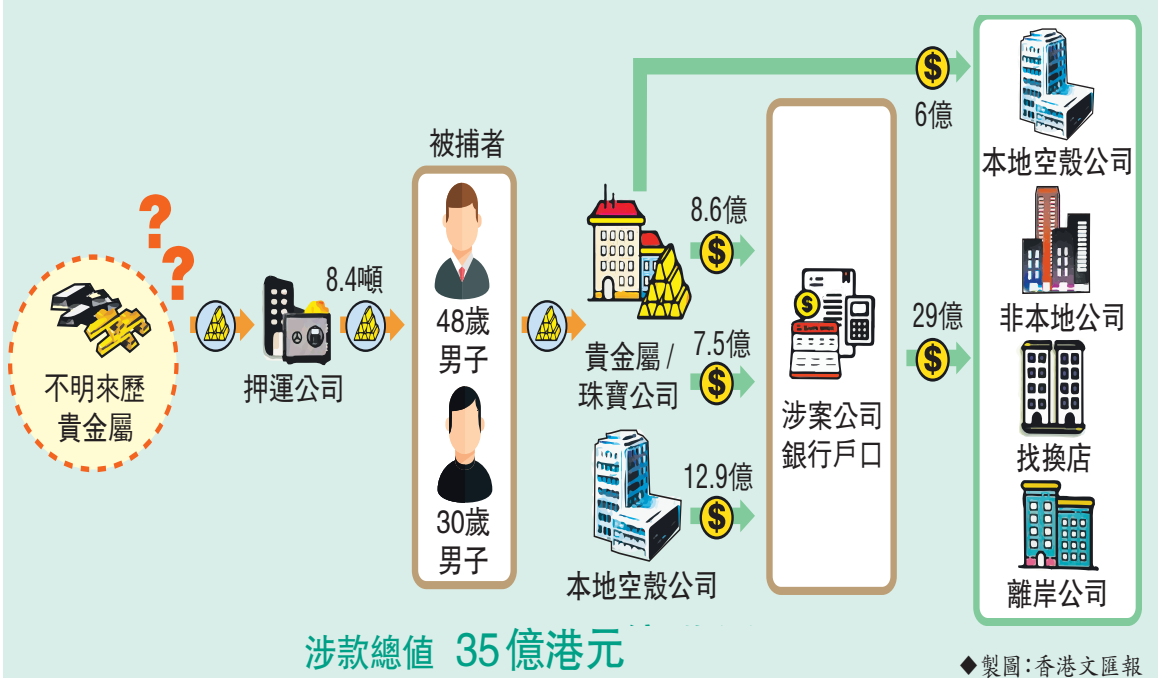 ?
?
不明來歷
貴金屬
押運公司
8.4噸
被捕者
48歲
男子
30歲
男子
貴金屬/
珠寶公司
本地空殼公司
8.6億
$
7.5億
$
12.9億
$
$
涉案公司
銀行戶口
$
6億
29億
$
本地空殼公司
非本地公司
找換店
離岸公司
涉款總值 35億港元
◆製圖:香港文匯報